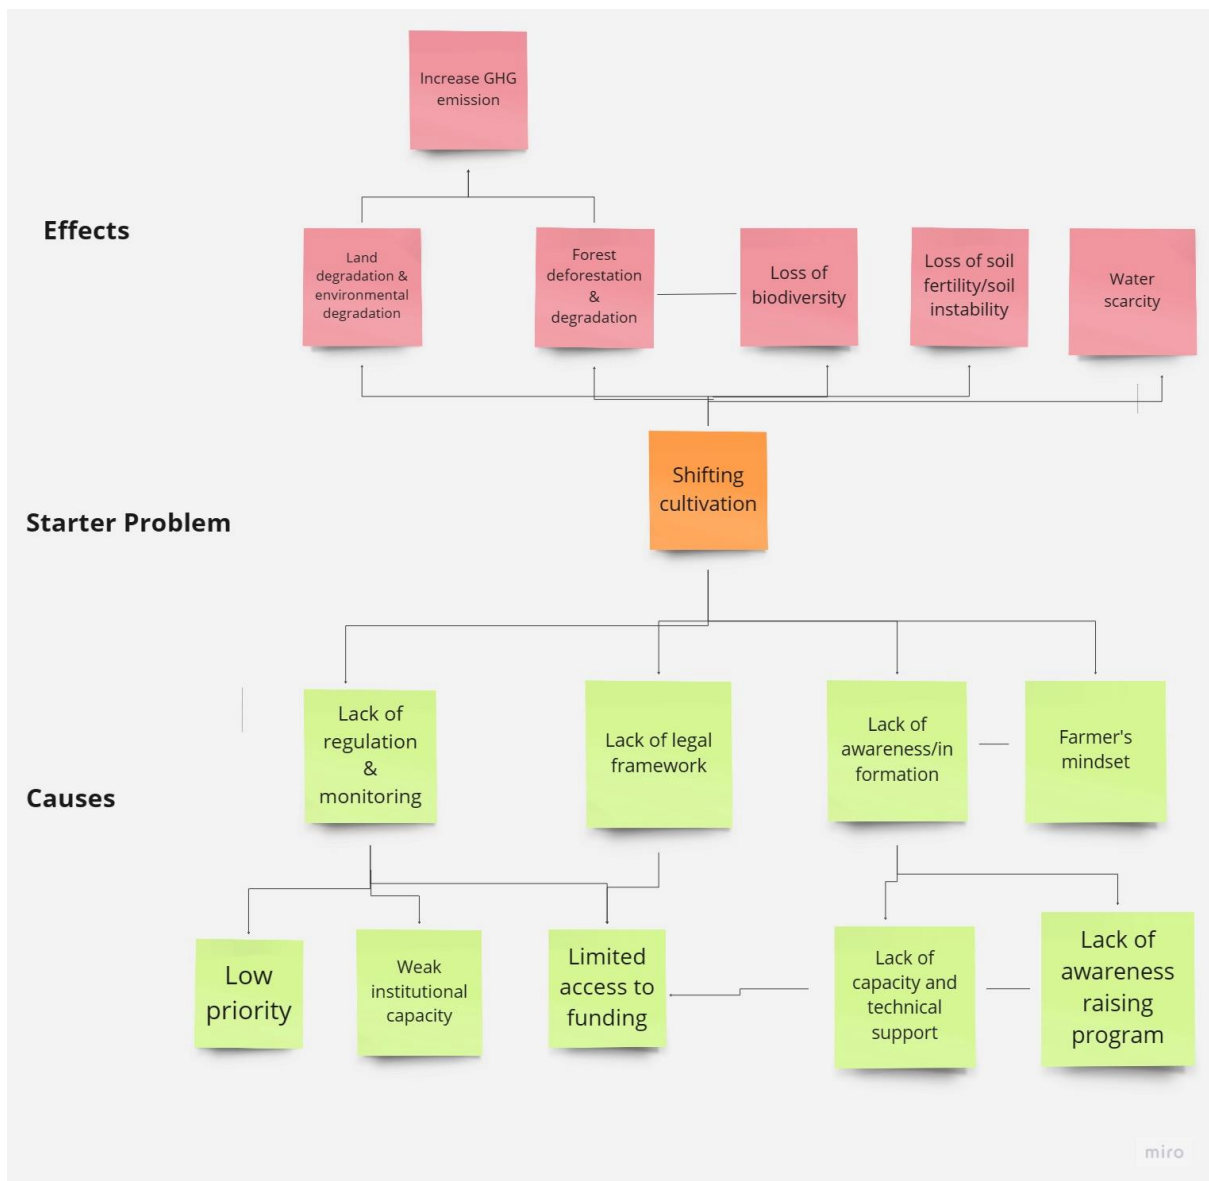 Increase GHG
emission
Effects
Land
degradation &
environmental
degradation
Forest
deforestation
&
degradation
Loss of
biodiversity
Loss of soil
fertility/soil
instability
Water
scarcity
Shifting
cultivation
Starter Problem
Lack of
regulation
&
monitoring
Lack of legal
framework
Lack of
awareness/in
formation
Farmer's
mindset
Causes
Low
priority
Weak
institutional
capacity
Limited
access to
funding
Lack of
capacity and
technical
support
Lack of
awareness
raising
program
miro